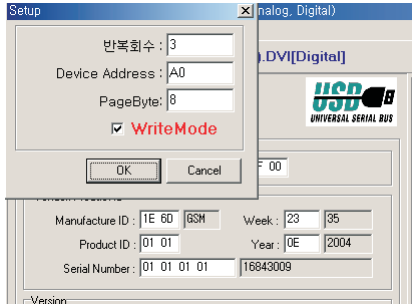 Setup
nalog, Digital)
반복회수 : 3
Device Address : A0
PageByte: 8
WriteMode
OK Cancel
).DVI[Digital]
USB
UNIVERSAL SERIAL BUS
F 00
Manufacture ID : 1E 6D GSM Week : 23 35
Product ID : 01 01 Year : 0E 2004
Serial Number : 01 01 01 01 16843009
Version